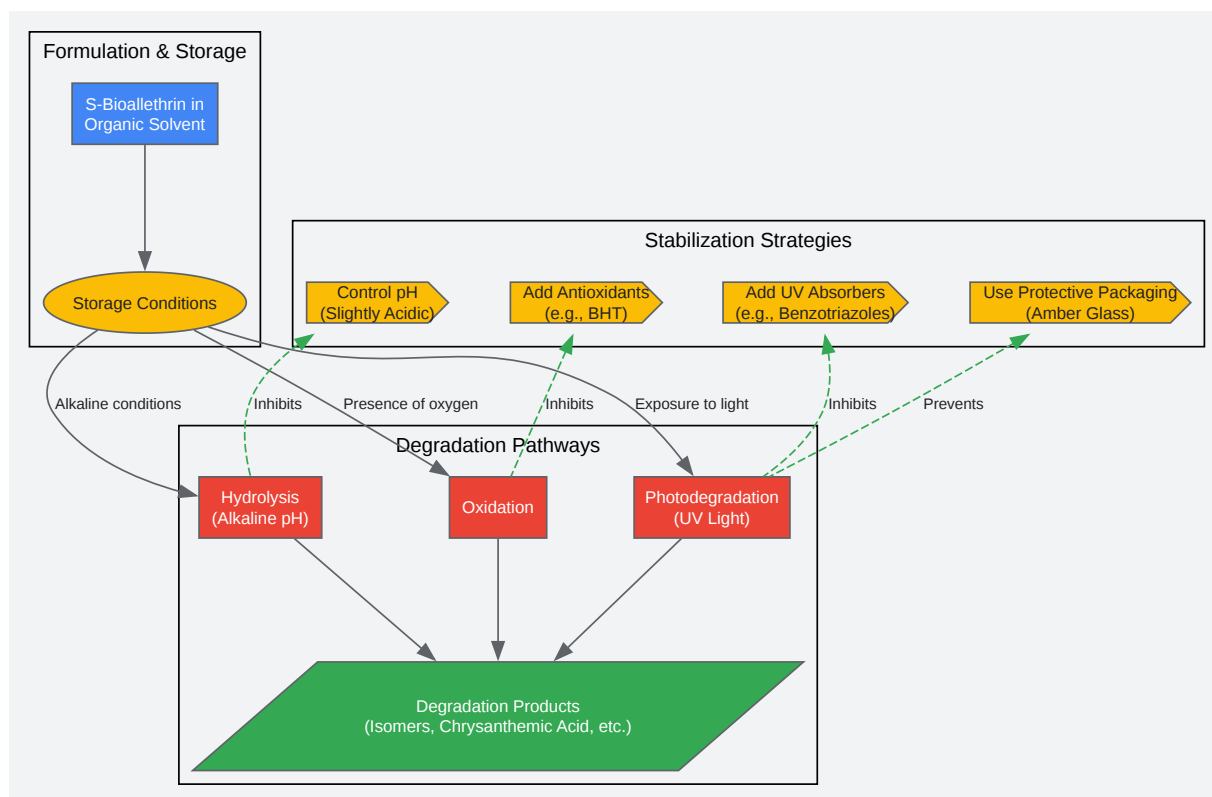 Formulation & Storage
S-Bioallethrin in
Organic Solvent
Storage Conditions
Stabilization Strategies
Control pH
(Slightly Acidic)
Add Antioxidants
(e.g., BHT)
Add UV Absorbers
(e.g., Benzotriazoles)
Use Protective Packaging
(Amber Glass)
Alkaline conditions
Inhibits
Presence of oxygen
Inhibits
Exposure to light
Inhibits
Prevents
Degradation Pathways
Hydrolysis
(Alkaline pH)
Oxidation
Photodegradation
(UV Light)
Degradation Products
(Isomers, Chrysanthemic Acid, etc.)